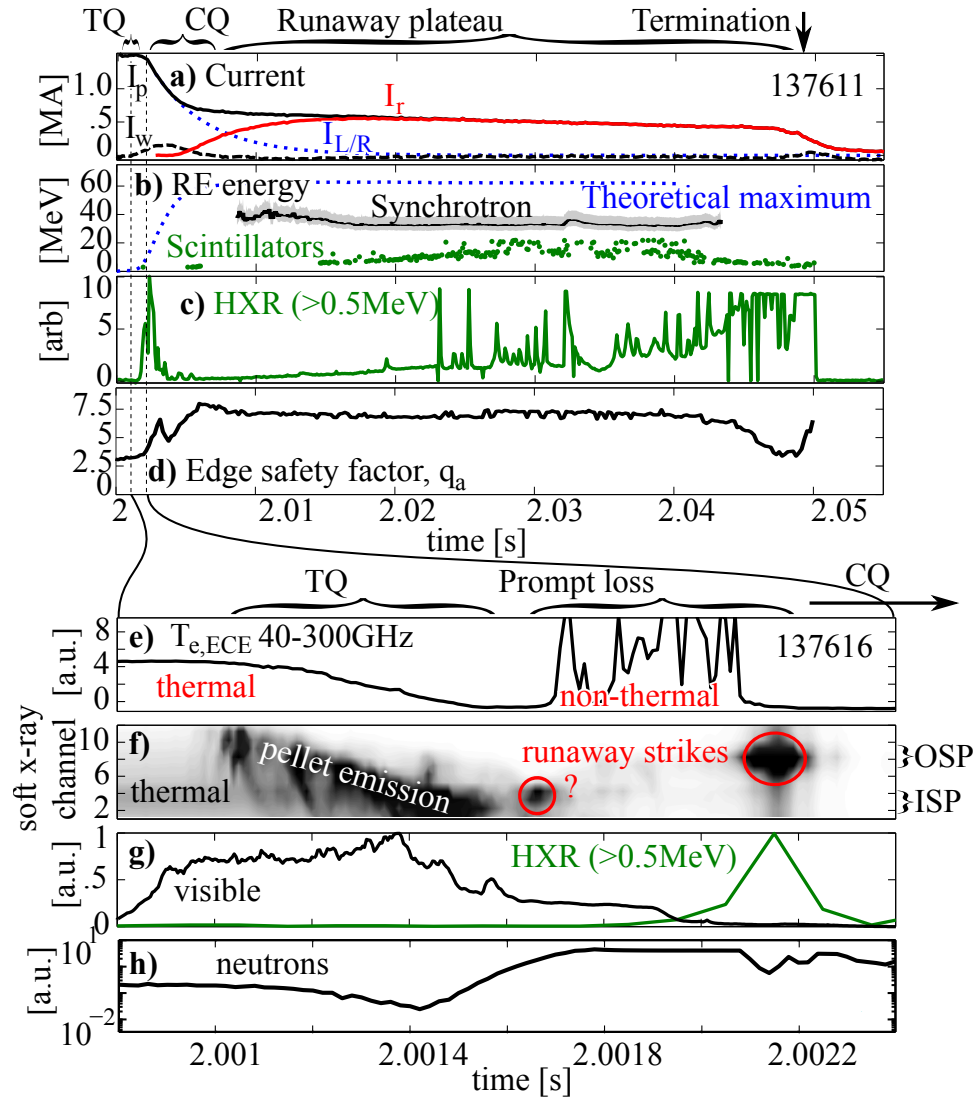 TQ CQ Runaway plateau Termination
a) Current 137611
I_p
I_w
I_r
I_{L/R}
[MA]
1.0
.5
0
b) RE energy
Synchrotron Theoretical maximum
Scintillators
[MeV]
60
40
20
0
c) HXR (>0.5MeV)
[arb]
10
5
0
7.5
5
2.5
d) Edge safety factor, q_a
2 2.01 2.02 2.03 2.04 2.05
time [s]
TQ Prompt loss CQ
e) T_{e,ECE} 40-300GHz 137616
thermal non-thermal
[a.u.]
8
4
0
f) pellet emission runaway strikes
?
thermal
soft x-ray
channel
10
6
2
}OSP
}ISP
g) HXR (>0.5MeV)
visible
[a.u.]
1
.5
0
h) neutrons
[a.u.]
10^1
10^{-2}
2.001 2.0014 2.0018 2.0022
time [s]